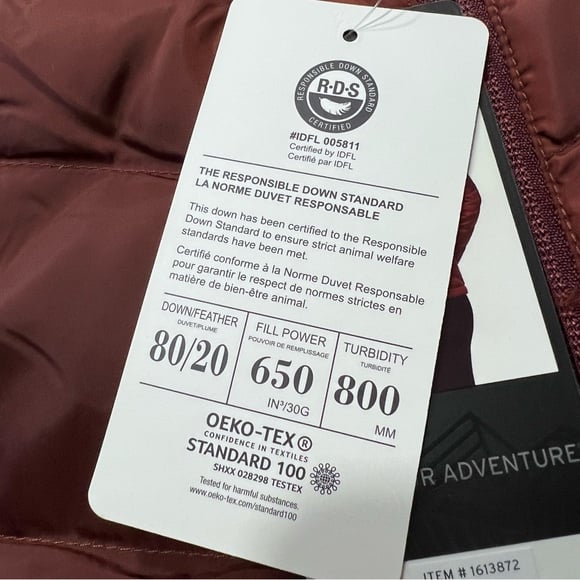 RESPONSIBLE DOWN STANDARD
R·D·S
CERTIFIED
#IDFL 005811
Certified by IDFL
Certifié par IDFL
THE RESPONSIBLE DOWN STANDARD
LA NORME DUVET RESPONSABLE
This down has been certified to the Responsible
Down Standard to ensure strict animal welfare
standards have been met.
Certifié conforme à la Norme Duvet Responsable
pour garantir le respect de normes strictes en
matière de bien-être animal.
DOWN/FEATHER
DUVET/PLUME
80/20
FILL POWER
POUVOIR DE REMPLISSAGE
650
IN³/30G
TURBIDITY
TURBIDITÉ
800
MM
OEKO-TEX®
CONFIDENCE IN TEXTILES
STANDARD 100
SHXX 028298 TESTEX
Tested for harmful substances.
www.oeko-tex.com/standard100
R ADVENTURE
ITEM # 1613872